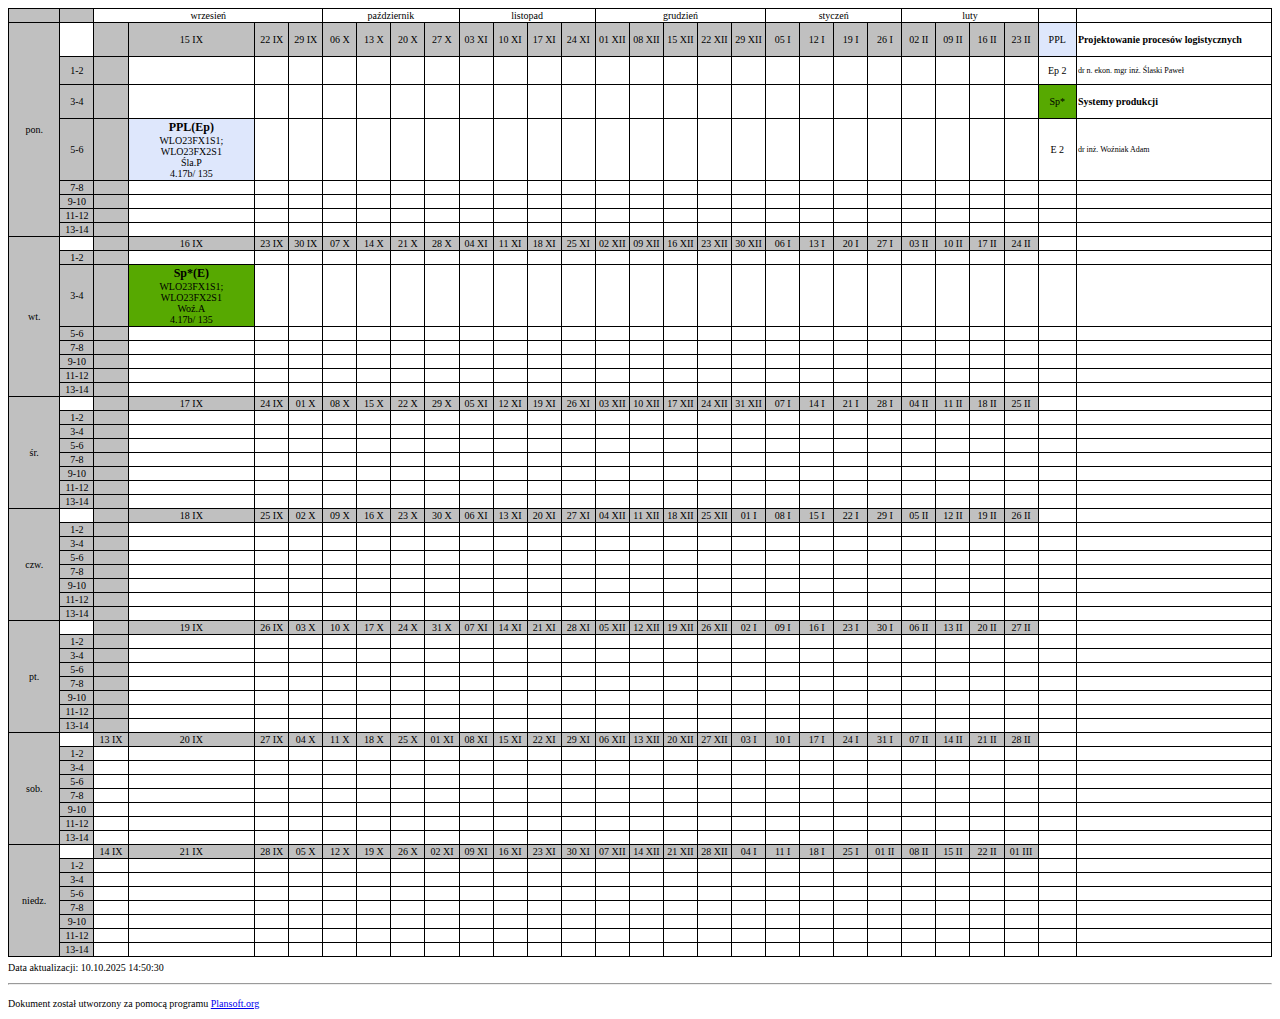 wrzesień październik listopad grudzień styczeń luty
15 IX 22 IX 29 IX 06 X 13 X 20 X 27 X 03 XI 10 XI 17 XI 24 XI 01 XII 08 XII 15 XII 22 XII 29 XII 05 I 12 I 19 I 26 I 02 II 09 II 16 II 23 II PPL Projektowanie procesów logistycznych
1-2 Ep 2 dr n. ekon. mgr inż. Ślaski Paweł
3-4 Sp* Systemy produkcji
pon.
PPL(Ep)
WLO23FX1S1;
5-6 WLO23FX2S1 E 2 dr inż. Woźniak Adam
Śla.P
4.17b/ 135
7-8
9-10
11-12
13-14
16 IX 23 IX 30 IX 07 X 14 X 21 X 28 X 04 XI 11 XI 18 XI 25 XI 02 XII 09 XII 16 XII 23 XII 30 XII 06 I 13 I 20 I 27 I 03 II 10 II 17 II 24 II
1-2
Sp*(E)
WLO23FX1S1;
3-4 WLO23FX2S1
Woź.A
4.17b/ 135
wt.
5-6
7-8
9-10
11-12
13-14
17 IX 24 IX 01 X 08 X 15 X 22 X 29 X 05 XI 12 XI 19 XI 26 XI 03 XII 10 XII 17 XII 24 XII 31 XII 07 I 14 I 21 I 28 I 04 II 11 II 18 II 25 II
1-2
3-4
5-6
śr.
7-8
9-10
11-12
13-14
18 IX 25 IX 02 X 09 X 16 X 23 X 30 X 06 XI 13 XI 20 XI 27 XI 04 XII 11 XII 18 XII 25 XII 01 I 08 I 15 I 22 I 29 I 05 II 12 II 19 II 26 II
1-2
3-4
5-6
czw.
7-8
9-10
11-12
13-14
19 IX 26 IX 03 X 10 X 17 X 24 X 31 X 07 XI 14 XI 21 XI 28 XI 05 XII 12 XII 19 XII 26 XII 02 I 09 I 16 I 23 I 30 I 06 II 13 II 20 II 27 II
1-2
3-4
5-6
pt.
7-8
9-10
11-12
13-14
13 IX 20 IX 27 IX 04 X 11 X 18 X 25 X 01 XI 08 XI 15 XI 22 XI 29 XI 06 XII 13 XII 20 XII 27 XII 03 I 10 I 17 I 24 I 31 I 07 II 14 II 21 II 28 II
1-2
3-4
5-6
sob.
7-8
9-10
11-12
13-14
14 IX 21 IX 28 IX 05 X 12 X 19 X 26 X 02 XI 09 XI 16 XI 23 XI 30 XI 07 XII 14 XII 21 XII 28 XII 04 I 11 I 18 I 25 I 01 II 08 II 15 II 22 II 01 III
1-2
3-4
5-6
niedz.
7-8
9-10
11-12
13-14
Data aktualizacji: 10.10.2025 14:50:30
Dokument został utworzony za pomocą programu Plansoft.org